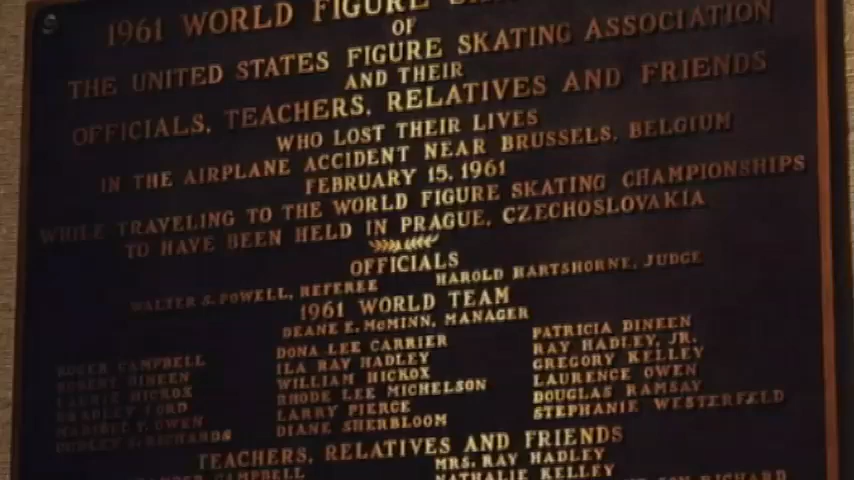 1961 WORLD FIGURE
OF
THE UNITED STATES FIGURE SKATING ASSOCIATION
AND THEIR
OFFICIALS, TEACHERS, RELATIVES AND FRIENDS
WHO LOST THEIR LIVES
IN THE AIRPLANE ACCIDENT NEAR BRUSSELS, BELGIUM
FEBRUARY 15, 1961
WHILE TRAVELING TO THE WORLD FIGURE SKATING CHAMPIONSHIPS
TO HAVE BEEN HELD IN PRAGUE, CZECHOSLOVAKIA
OFFICIALS
WALTER S. POWELL, REFEREE HAROLD HARTSHORNE, JUDGE
1961 WORLD TEAM
DEANE E. McMINN, MANAGER
ROGER CAMPBELL DONA LEE CARRIER PATRICIA DINEEN
ROBERT DINEEN ILA RAY HADLEY RAY HADLEY, JR.
LAURIE HICKOX WILLIAM HICKOX GREGORY KELLEY
BRADLEY LORD RHODE LEE MICHELSON LAURENCE OWEN
MARIBEL Y. OWEN LARRY PIERCE DOUGLAS RAMSAY
DUDLEY S. RICHARDS DIANE SHERBLOOM STEPHANIE WESTERFELD
TEACHERS, RELATIVES AND FRIENDS
CAMPBELL MRS. RAY HADLEY
NATHALIE KELLEY
RICHARD